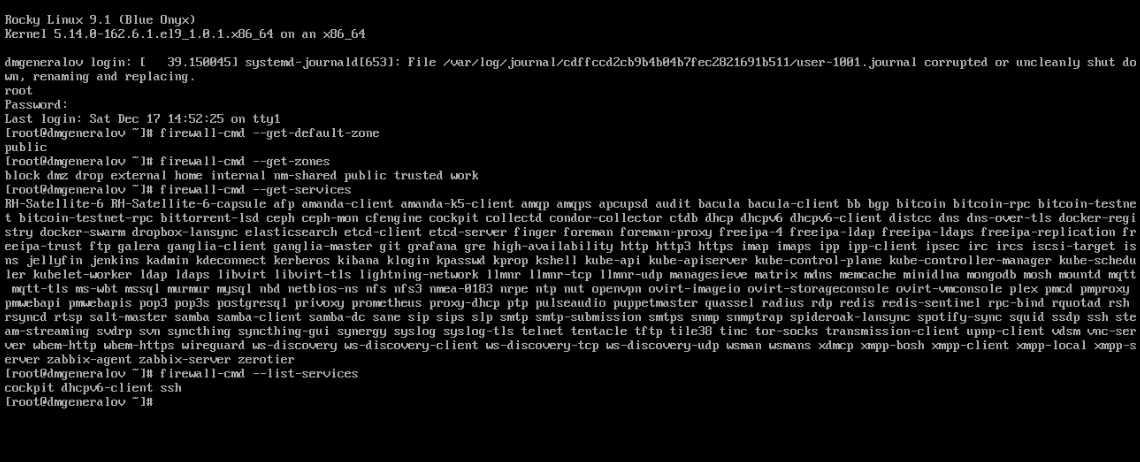 Rocky Linux 9.1 (Blue Onyx)
Kernel 5.14.0-162.6.1.el9_1.0.1.x86_64 on an x86_64
dmgeneralov login: [   39.150045] systemd-journald[653]: File /var/log/journal/cdffccd2cb9b4b04b7fec2821691b511/user-1001.journal corrupted or uncleanly shut do
wn, renaming and replacing.
root
Password:
Last login: Sat Dec 17 14:52:25 on tty1
[root@dmgeneralov ~]# firewall-cmd --get-default-zone
public
[root@dmgeneralov ~]# firewall-cmd --get-zones
block dmz drop external home internal nm-shared public trusted work
[root@dmgeneralov ~]# firewall-cmd --get-services
RH-Satellite-6 RH-Satellite-6-capsule afp amanda-client amanda-k5-client amqp amqps apcupsd audit bacula bacula-client bb bgp bitcoin bitcoin-rpc bitcoin-testne
t bitcoin-testnet-rpc bittorrent-lsd ceph ceph-mon cfengine cockpit collectd condor-collector ctdb dhcp dhcpv6 dhcpv6-client distcc dns dns-over-tls docker-regi
stry docker-swarm dropbox-lansync elasticsearch etcd-client etcd-server finger foreman foreman-proxy freeipa-4 freeipa-ldap freeipa-ldaps freeipa-replication fr
eeipa-trust ftp galera ganglia-client ganglia-master git grafana gre high-availability http http3 https imap imaps ipp ipp-client ipsec irc ircs iscsi-target is
ns jellyfin jenkins kadmin kdeconnect kerberos kibana klogin kpasswd kprop kshell kube-api kube-apiserver kube-control-plane kube-controller-manager kube-schedu
ler kubelet-worker ldap ldaps libvirt libvirt-tls lightning-network llmnr llmnr-tcp llmnr-udp managesieve matrix mdns memcache minidlna mongodb mosh mountd mqtt
 mqtt-tls ms-wbt mssql murmur mysql nbd netbios-ns nfs nfs3 nmea-0183 nrpe ntp nut openvpn ovirt-imageio ovirt-storageconsole ovirt-vmconsole plex pmcd pmproxy
pmwebapi pmwebapis pop3 pop3s postgresql privoxy prometheus proxy-dhcp ptp pulseaudio puppetmaster quassel radius rdp redis redis-sentinel rpc-bind rquotad rsh
rsyncd rtsp salt-master samba samba-client samba-dc sane sip sips slp smtp smtp-submission smtps snmp snmptrap spideroak-lansync spotify-sync squid ssdp ssh ste
am-streaming svdrp svn syncthing syncthing-gui synergy syslog syslog-tls telnet tentacle tftp tile38 tinc tor-socks transmission-client upnp-client vdsm vnc-ser
ver wbem-http wbem-https wireguard ws-discovery ws-discovery-client ws-discovery-tcp ws-discovery-udp wsman wsmans xdmcp xmpp-bosh xmpp-client xmpp-local xmpp-s
erver zabbix-agent zabbix-server zerotier
[root@dmgeneralov ~]# firewall-cmd --list-services
cockpit dhcpv6-client ssh
[root@dmgeneralov ~]#